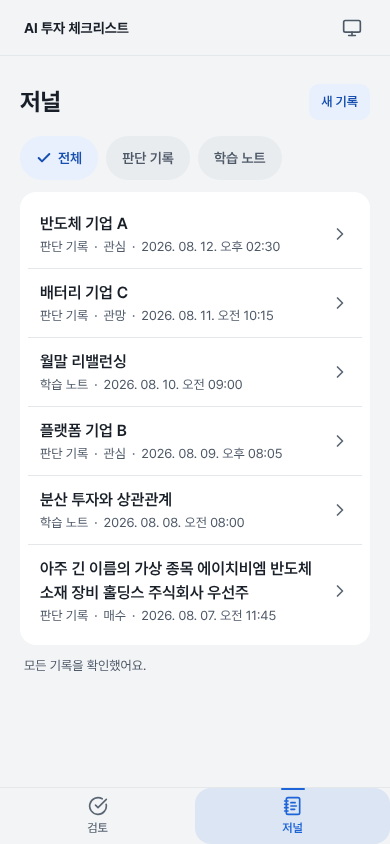 AI 투자 체크리스트
저널
새 기록
전체
판단 기록
학습 노트
반도체 기업 A
판단 기록 · 관심 · 2026. 08. 12. 오후 02:30
배터리 기업 C
판단 기록 · 관망 · 2026. 08. 11. 오전 10:15
월말 리밸런싱
학습 노트 · 2026. 08. 10. 오전 09:00
플랫폼 기업 B
판단 기록 · 관심 · 2026. 08. 09. 오후 08:05
분산 투자와 상관관계
학습 노트 · 2026. 08. 08. 오전 08:00
아주 긴 이름의 가상 종목 에이치비엠 반도체
소재 장비 홀딩스 주식회사 우선주
판단 기록 · 매수 · 2026. 08. 07. 오전 11:45
모든 기록을 확인했어요.
검토
저널